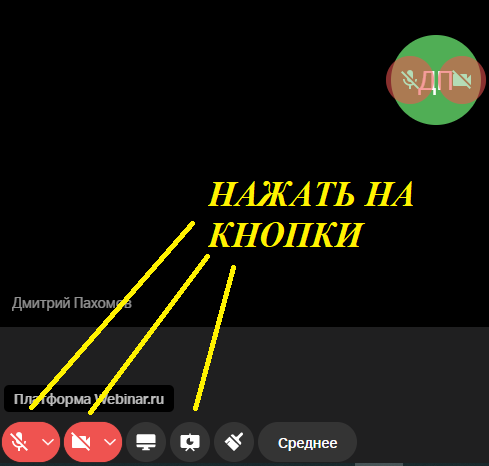 ДП
НАЖАТЬ НА
КНОПКИ
Дмитрий Пахомов
Платформа Webinar.ru
Среднее